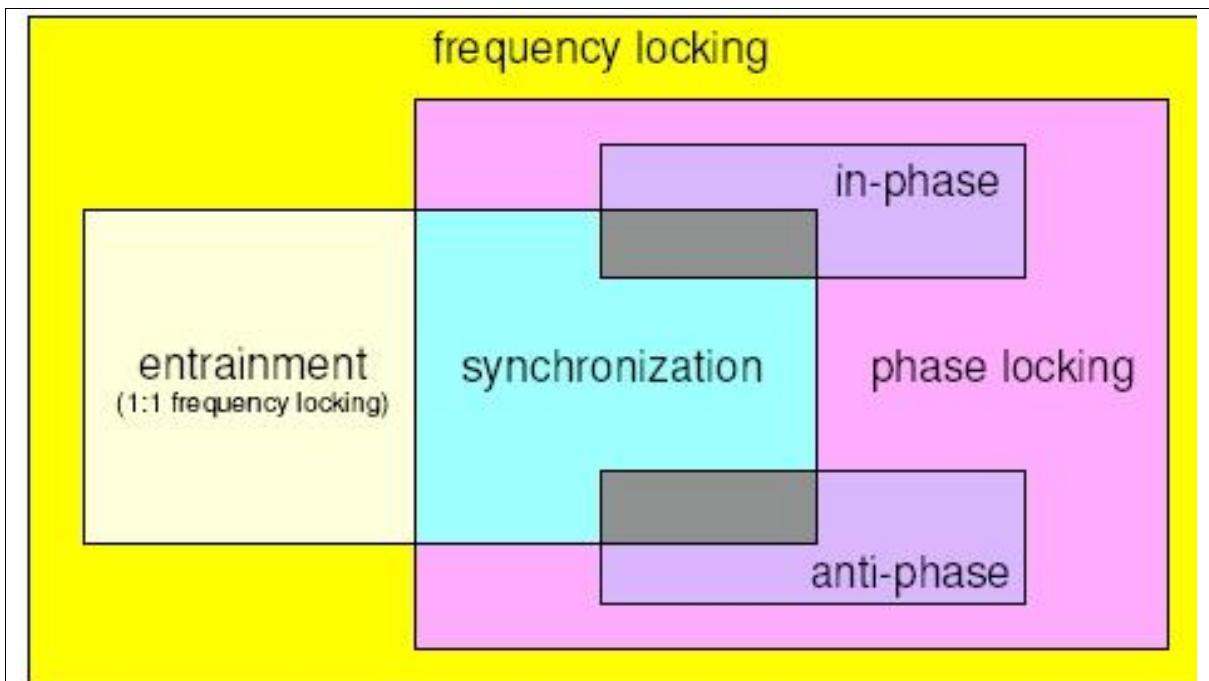 frequency locking
in-phase
entrainment
(1:1 frequency locking)
synchronization
phase locking
anti-phase